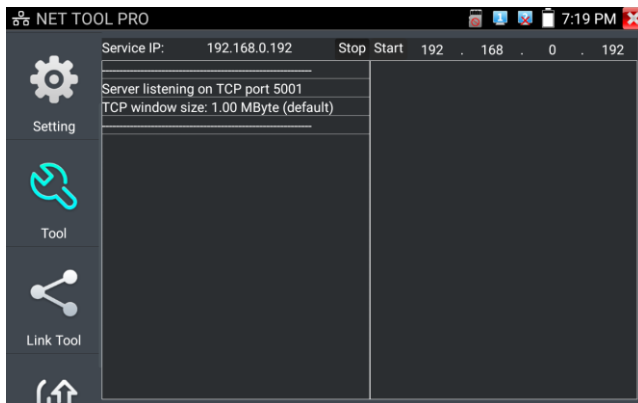 NET TOOL PRO 7:19 PM
Service IP: 192.168.0.192 Stop Start 192 . 168 . 0 . 192
Server listening on TCP port 5001
TCP window size: 1.00 MByte (default)
Setting
Tool
Link Tool